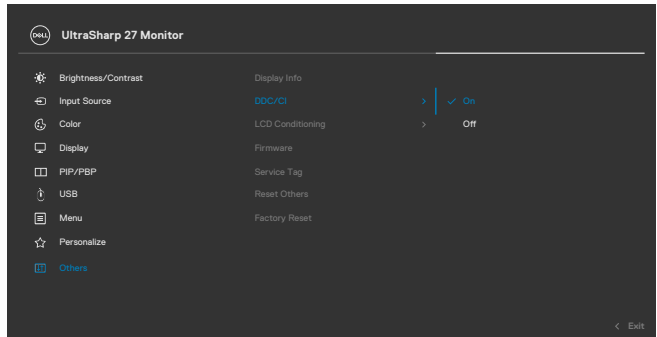 DELL UltraSharp 27 Monitor
Brightness/Contrast Display Info
Input Source DDC/CI > ✓ On
Color LCD Conditioning > Off
Display Firmware
PIP/PBP Service Tag
USB Reset Others
Menu Factory Reset
Personalize
Others
< Exit